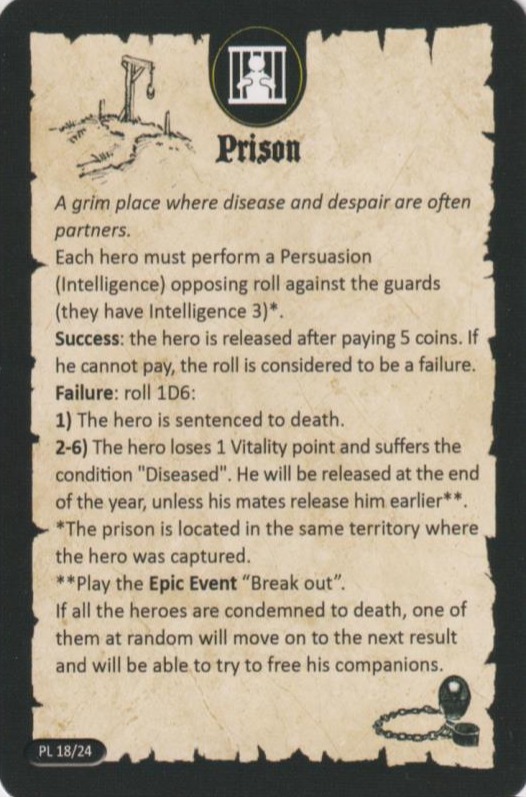 Prison
A grim place where disease and despair are often
partners.
Each hero must perform a Persuasion
(Intelligence) opposing roll against the guards
(they have Intelligence 3)*.
Success: the hero is released after paying 5 coins. If
he cannot pay, the roll is considered to be a failure.
Failure: roll 1D6:
1) The hero is sentenced to death.
2-6) The hero loses 1 Vitality point and suffers the
condition "Diseased". He will be released at the end
of the year, unless his mates release him earlier**.
*The prison is located in the same territory where
the hero was captured.
**Play the Epic Event “Break out”.
If all the heroes are condemned to death, one of
them at random will move on to the next result
and will be able to try to free his companions.
PL 18/24